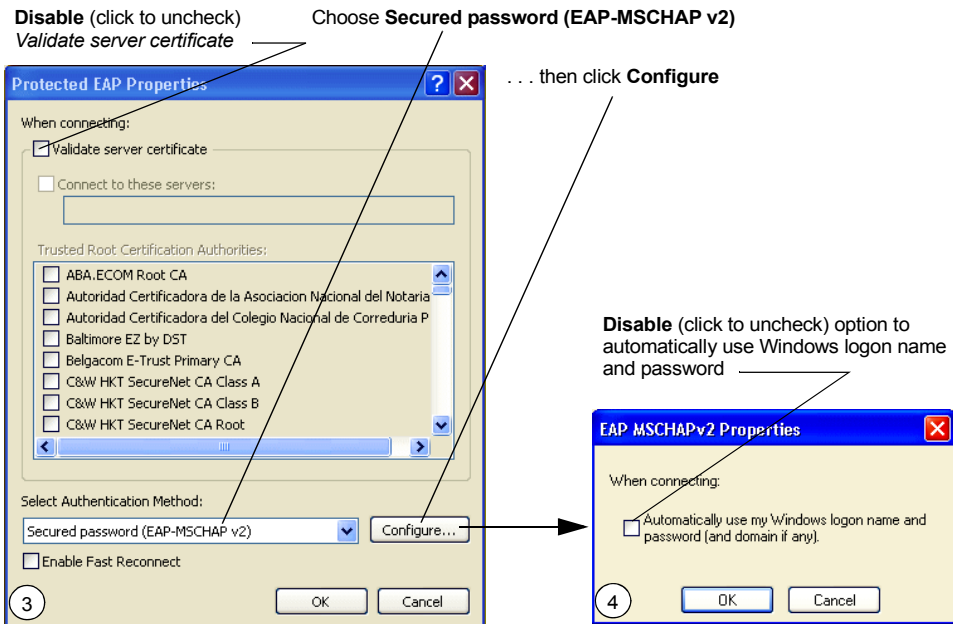 Disable (click to uncheck)
Validate server certificate
Choose Secured password (EAP-MSCHAP v2)
. . . then click Configure
Protected EAP Properties
When connecting:
Validate server certificate
Connect to these servers:
Trusted Root Certification Authorities:
ABA.ECOM Root CA
Autoridad Certificadora de la Asociacion Nacional del Notaria
Autoridad Certificadora del Colegio Nacional de Correduria P
Baltimore EZ by DST
Belgacom E-Trust Primary CA
C&W HKT SecureNet CA Class A
C&W HKT SecureNet CA Class B
C&W HKT SecureNet CA Root
Select Authentication Method:
Secured password (EAP-MSCHAP v2)
Configure...
Enable Fast Reconnect
3
OK
Cancel
Disable (click to uncheck) option to
automatically use Windows logon name
and password
EAP MSCHAPv2 Properties
When connecting:
Automatically use my Windows logon name and
password (and domain if any).
4
OK
Cancel